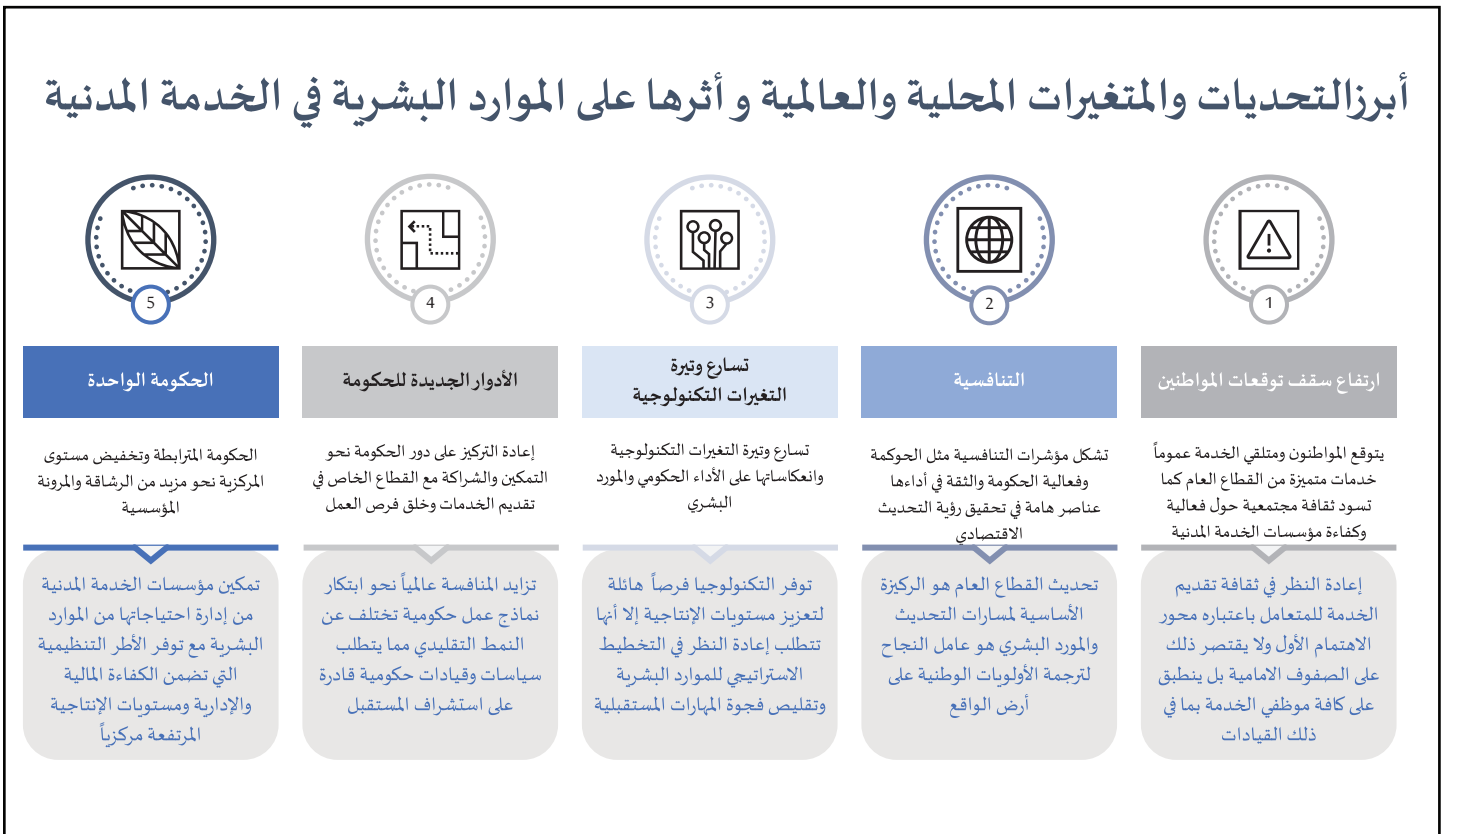 أبرزالتحديات والمتغيرات المحلية والعالمية و أثرها على الموارد البشرية في الخدمة المدنية
1
ارتفاع سقف توقعات المواطنين
يتوقع المواطنون ومتلقي الخدمة عموماً
خدمات متميزة من القطاع العام كما
تسود ثقافة مجتمعية حول فعالية
وكفاءة مؤسسات الخدمة المدنية
إعادة النظر في ثقافة تقديم
الخدمة للمتعامل باعتباره محور
الاهتمام الأول ولا يقتصر ذلك
على الصفوف الامامية بل ينطبق
على كافة موظفي الخدمة بما في
ذلك القيادات
2
التنافسية
تشكل مؤشرات التنافسية مثل الحوكمة
وفعالية الحكومة والثقة في أداءها
عناصر هامة في تحقيق رؤية التحديث
الاقتصادي
تحديث القطاع العام هو الركيزة
الأساسية لمسارات التحديث
والمورد البشري هو عامل النجاح
لترجمة الأولويات الوطنية على
أرض الواقع
3
تسارع وتيرة
التغيرات التكنولوجية
تسارع وتيرة التغيرات التكنولوجية
وانعكاساتها على الأداء الحكومي والمورد
البشري
توفر التكنولوجيا فرصاً هائلة
لتعزيز مستويات الإنتاجية إلا أنها
تتطلب إعادة النظر في التخطيط
الاستراتيجي للموارد البشرية
وتقليص فجوة المهارات المستقبلية
4
الأدوار الجديدة للحكومة
إعادة التركيز على دور الحكومة نحو
التمكين والشراكة مع القطاع الخاص في
تقديم الخدمات وخلق فرص العمل
تزايد المنافسة عالمياً نحو ابتكار
نماذج عمل حكومية تختلف عن
النمط التقليدي مما يتطلب
سياسات وقيادات حكومية قادرة
على استشراف المستقبل
5
الحكومة الواحدة
الحكومة المترابطة وتخفيض مستوى
المركزية نحو مزيد من الرشاقة والمرونة
المؤسسية
تمكين مؤسسات الخدمة المدنية
من إدارة احتياجاتها من الموارد
البشرية مع توفر الأطر التنظيمية
التي تضمن الكفاءة المالية
والإدارية ومستويات الإنتاجية
المرتفعة مركزياً